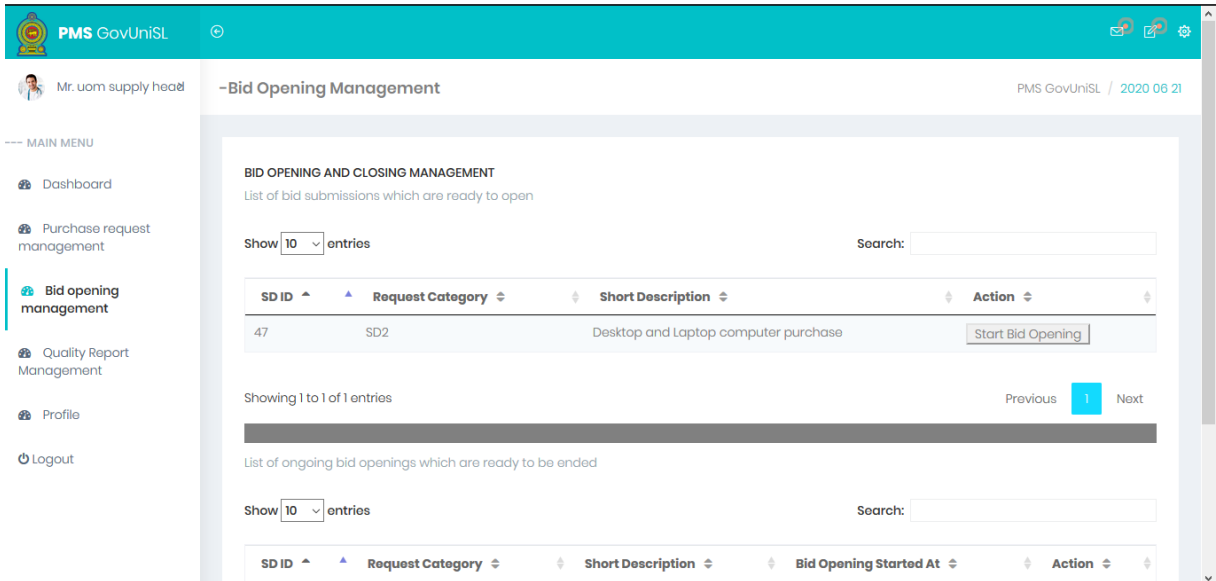 PMS GovUniSL
Mr. uom supply head
-Bid Opening Management
PMS GovUniSL / 2020 06 21
--- MAIN MENU
Dashboard
Purchase request
management
Bid opening
management
Quality Report
Management
Profile
Logout
BID OPENING AND CLOSING MANAGEMENT
List of bid submissions which are ready to open
Show 10 entries
Search:
SD ID Request Category Short Description Action
47 SD2 Desktop and Laptop computer purchase Start Bid Opening
Showing 1 to 1 of 1 entries
Previous 1 Next
List of ongoing bid openings which are ready to be ended
Show 10 entries
Search:
SD ID Request Category Short Description Bid Opening Started At Action